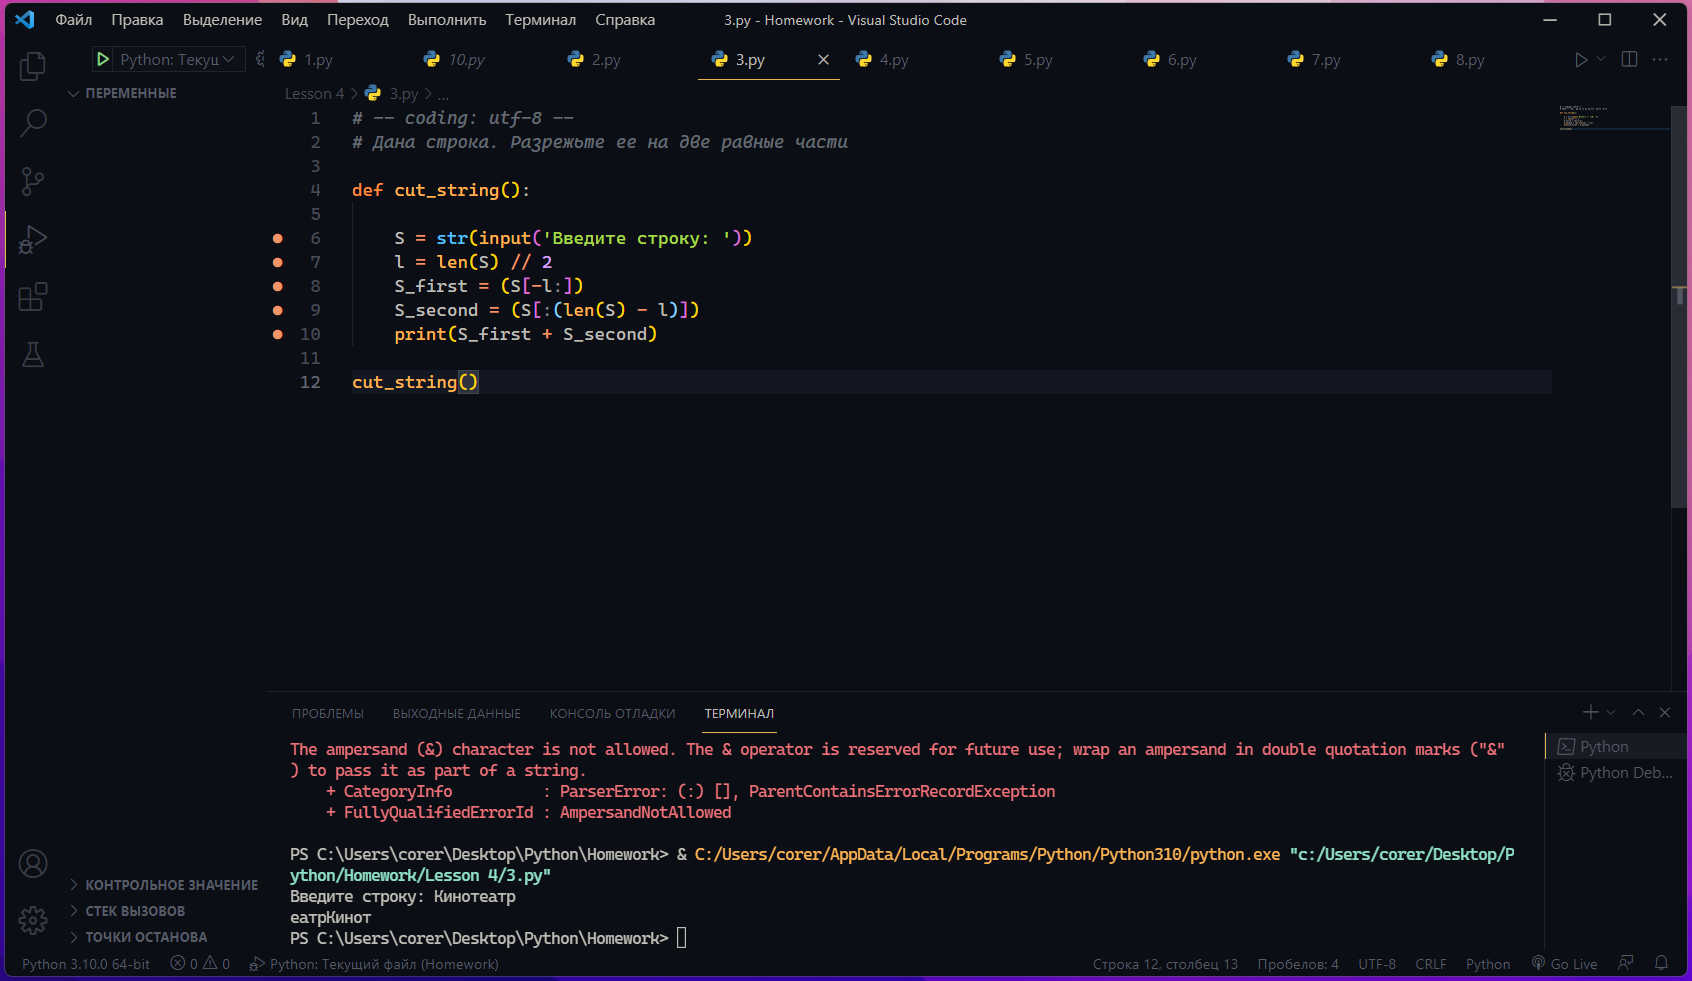 Файл Правка Выделение Вид Переход Выполнить Терминал Справка 3.py - Homework - Visual Studio Code
Python: Текущ 1.py 10.py 2.py 3.py 4.py 5.py 6.py 7.py 8.py
ПЕРЕМЕННЫЕ
Lesson 4 > 3.py > ...
1 # -- coding: utf-8 --
2 # Дана строка. Разрежьте ее на две равные части
3
4 def cut_string():
5
6 S = str(input('Введите строку: '))
7 l = len(S) // 2
8 S_first = (S[-l:])
9 S_second = (S[:(len(S) - l)])
10 print(S_first + S_second)
11
12 cut_string()
ПРОБЛЕМЫ ВЫХОДНЫЕ ДАННЫЕ КОНСОЛЬ ОТЛАДКИ ТЕРМИНАЛ
The ampersand (&) character is not allowed. The & operator is reserved for future use; wrap an ampersand in double quotation marks ("&"
) to pass it as part of a string.
+ CategoryInfo : ParserError: (:) [], ParentContainsErrorRecordException
+ FullyQualifiedErrorId : AmpersandNotAllowed
PS C:\Users\corer\Desktop\Python\Homework> & C:/Users/corer/AppData/Local/Programs/Python/Python310/python.exe "c:/Users/corer/Desktop/P
ython/Homework/Lesson 4/3.py"
Введите строку: Кинотеатр
еатрКинот
PS C:\Users\corer\Desktop\Python\Homework>
Python
Python Deb...
КОНТРОЛЬНОЕ ЗНАЧЕНИЕ
СТЕК ВЫЗОВОВ
ТОЧКИ ОСТАНОВА
Python 3.10.0 64-bit 0 0 Python: Текущий файл (Homework) Строка 12, столбец 13 Пробелов: 4 UTF-8 CRLF Python Go Live